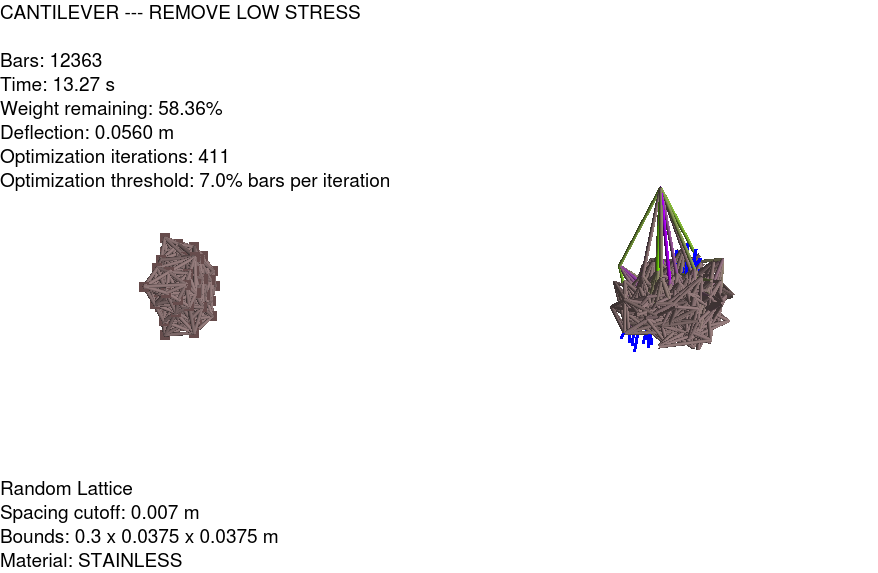 CANTILEVER --- REMOVE LOW STRESS
Bars: 12363
Time: 13.27 s
Weight remaining: 58.36%
Deflection: 0.0560 m
Optimization iterations: 411
Optimization threshold: 7.0% bars per iteration
Random Lattice
Spacing cutoff: 0.007 m
Bounds: 0.3 x 0.0375 x 0.0375 m
Material: STAINLESS